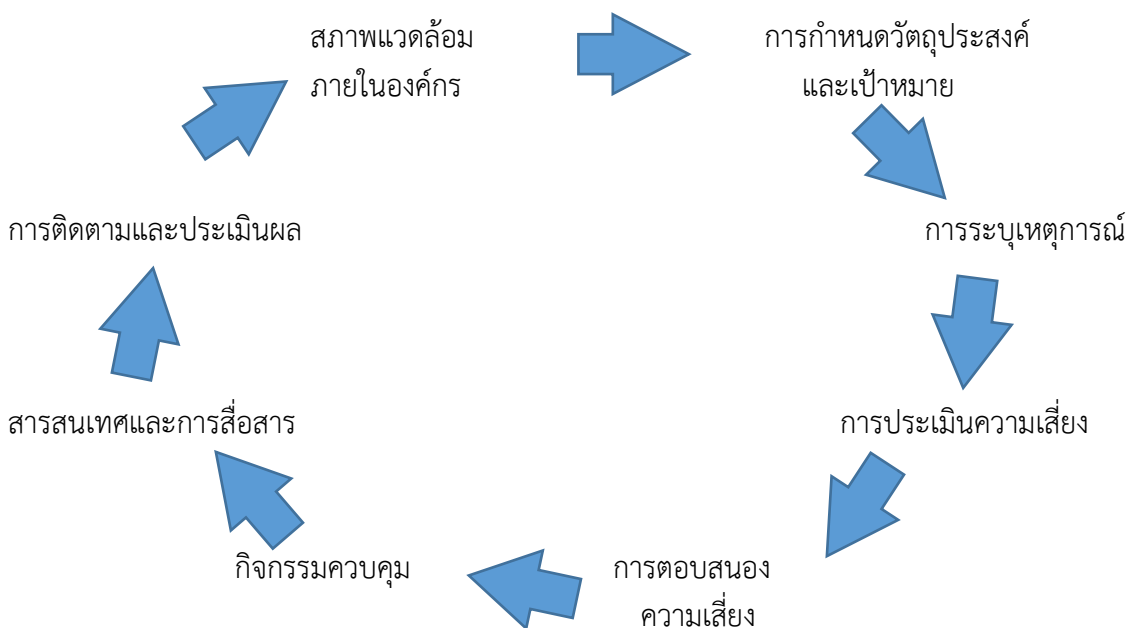 สภาพแวดล้อม
ภายในองค์กร
การกำหนดวัตถุประสงค์
และเป้าหมาย
การระบุเหตุการณ์
การประเมินความเสี่ยง
การตอบสนอง
ความเสี่ยง
กิจกรรมควบคุม
สารสนเทศและการสื่อสาร
การติดตามและประเมินผล